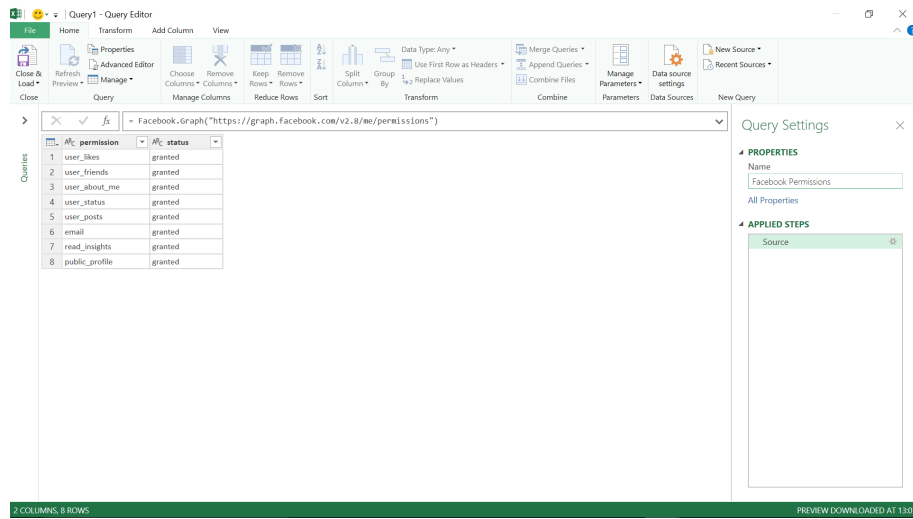 Query1 - Query Editor
File Home Transform Add Column View
Close & Load
Close
Refresh Preview
Properties
Advanced Editor
Manage
Query
Choose Columns
Remove Columns
Manage Columns
Keep Rows
Remove Rows
Reduce Rows
Sort
Split Column
Group By
Data Type: Any
Use First Row as Headers
Replace Values
Transform
Merge Queries
Append Queries
Combine Files
Combine
Manage Parameters
Parameters
Data source settings
Data Sources
New Source
Recent Sources
New Query
= Facebook.Graph("https://graph.facebook.com/v2.8/me/permissions")
Queries
permission status
1 user_likes granted
2 user_friends granted
3 user_about_me granted
4 user_status granted
5 user_posts granted
6 email granted
7 read_insights granted
8 public_profile granted
Query Settings
PROPERTIES
Name
Facebook Permissions
All Properties
APPLIED STEPS
Source
2 COLUMNS, 8 ROWS
PREVIEW DOWNLOADED AT 13:0